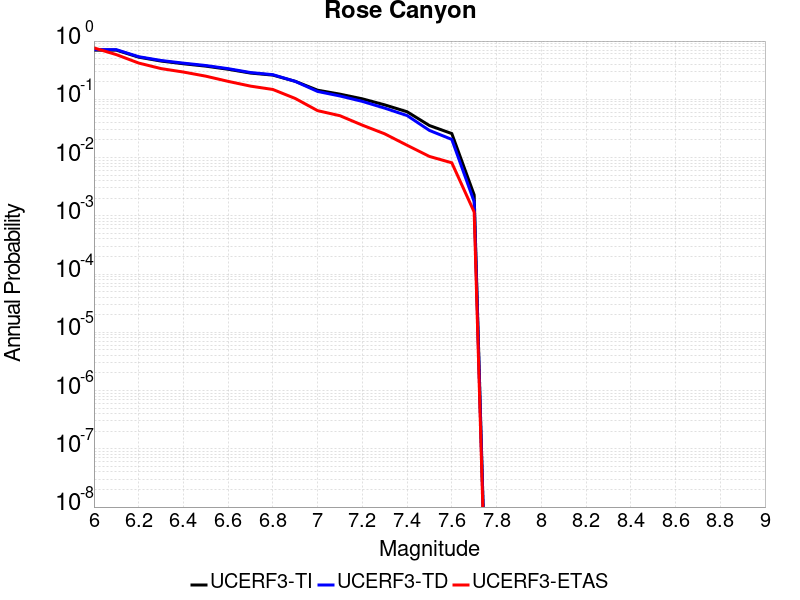 Rose Canyon
Annual Probability
10^0
10^-1
10^-2
10^-3
10^-4
10^-5
10^-6
10^-7
10^-8
6 6.2 6.4 6.6 6.8 7 7.2 7.4 7.6 7.8 8 8.2 8.4 8.6 8.8 9
Magnitude
UCERF3-TI UCERF3-TD UCERF3-ETAS